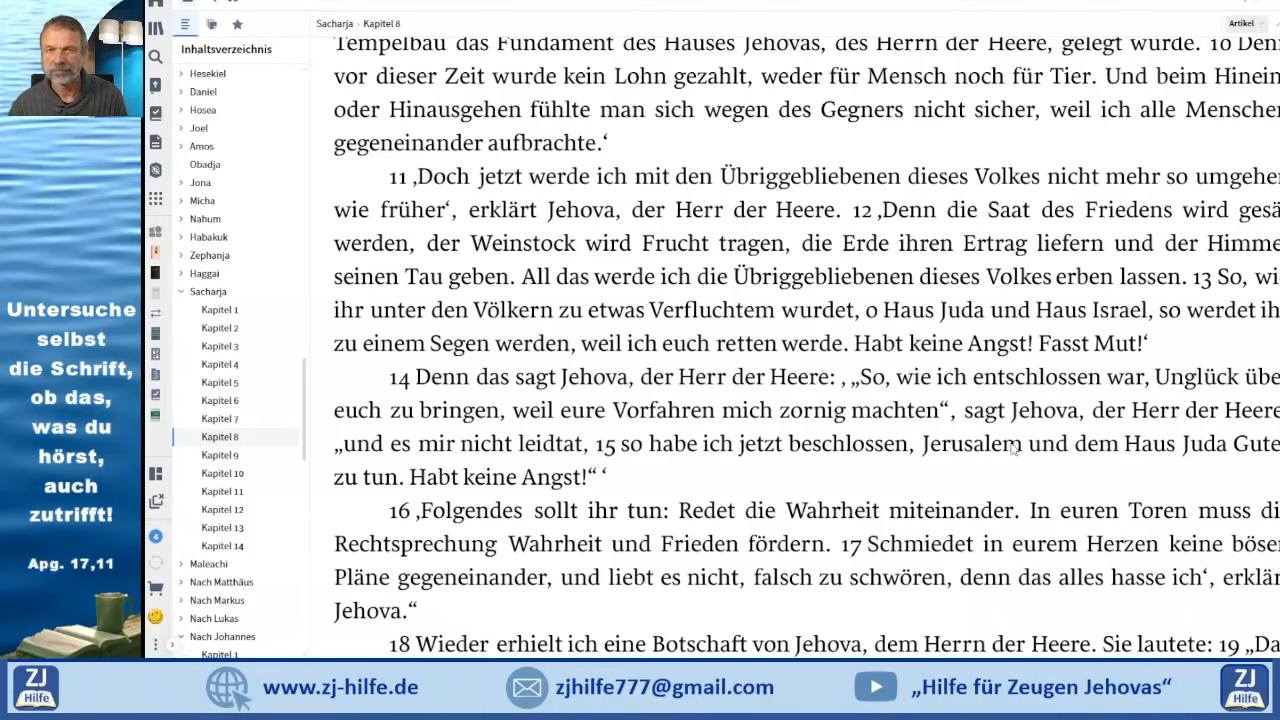 Sacharja › Kapitel 8
Artikel
Inhaltsverzeichnis
Hesekiel
Daniel
Hosea
Joel
Amos
Obadja
Jona
Micha
Nahum
Habakuk
Zephanja
Haggai
Sacharja
Kapitel 1
Kapitel 2
Kapitel 3
Kapitel 4
Kapitel 5
Kapitel 6
Kapitel 7
Kapitel 8
Kapitel 9
Kapitel 10
Kapitel 11
Kapitel 12
Kapitel 13
Kapitel 14
Maleachi
Nach Matthäus
Nach Markus
Nach Lukas
Nach Johannes
Kapitel 1
Tempelbau das Fundament des Hauses Jehovas, des Herrn der Heere, gelegt wurde. 10 Den
vor dieser Zeit wurde kein Lohn gezahlt, weder für Mensch noch für Tier. Und beim Hinein
oder Hinausgehen fühlte man sich wegen des Gegners nicht sicher, weil ich alle Mensche
gegeneinander aufbrachte.‘
11 ‚Doch jetzt werde ich mit den Übriggebliebenen dieses Volkes nicht mehr so umgehe
wie früher‘, erklärt Jehova, der Herr der Heere. 12 ‚Denn die Saat des Friedens wird gesä
werden, der Weinstock wird Frucht tragen, die Erde ihren Ertrag liefern und der Himme
seinen Tau geben. All das werde ich die Übriggebliebenen dieses Volkes erben lassen. 13 So, wi
ihr unter den Völkern zu etwas Verfluchtem wurdet, o Haus Juda und Haus Israel, so werdet ih
zu einem Segen werden, weil ich euch retten werde. Habt keine Angst! Fasst Mut!‘
14 Denn das sagt Jehova, der Herr der Heere: ‚ „So, wie ich entschlossen war, Unglück übe
euch zu bringen, weil eure Vorfahren mich zornig machten“, sagt Jehova, der Herr der Heere
„und es mir nicht leidtat, 15 so habe ich jetzt beschlossen, Jerusalem und dem Haus Juda Gute
zu tun. Habt keine Angst!“ ‘
16 ‚Folgendes sollt ihr tun: Redet die Wahrheit miteinander. In euren Toren muss di
Rechtsprechung Wahrheit und Frieden fördern. 17 Schmiedet in eurem Herzen keine böse
Pläne gegeneinander, und liebt es nicht, falsch zu schwören, denn das alles hasse ich‘, erklär
Jehova.“
18 Wieder erhielt ich eine Botschaft von Jehova, dem Herrn der Heere. Sie lautete: 19 „Da
Untersuche
selbst
die Schrift,
ob das,
was du
hörst,
auch
zutrifft!
Apg. 17,11
4
ZJ
Hilfe
www.zj-hilfe.de
zjhilfe777@gmail.com
„Hilfe für Zeugen Jehovas“
ZJ
Hilfe